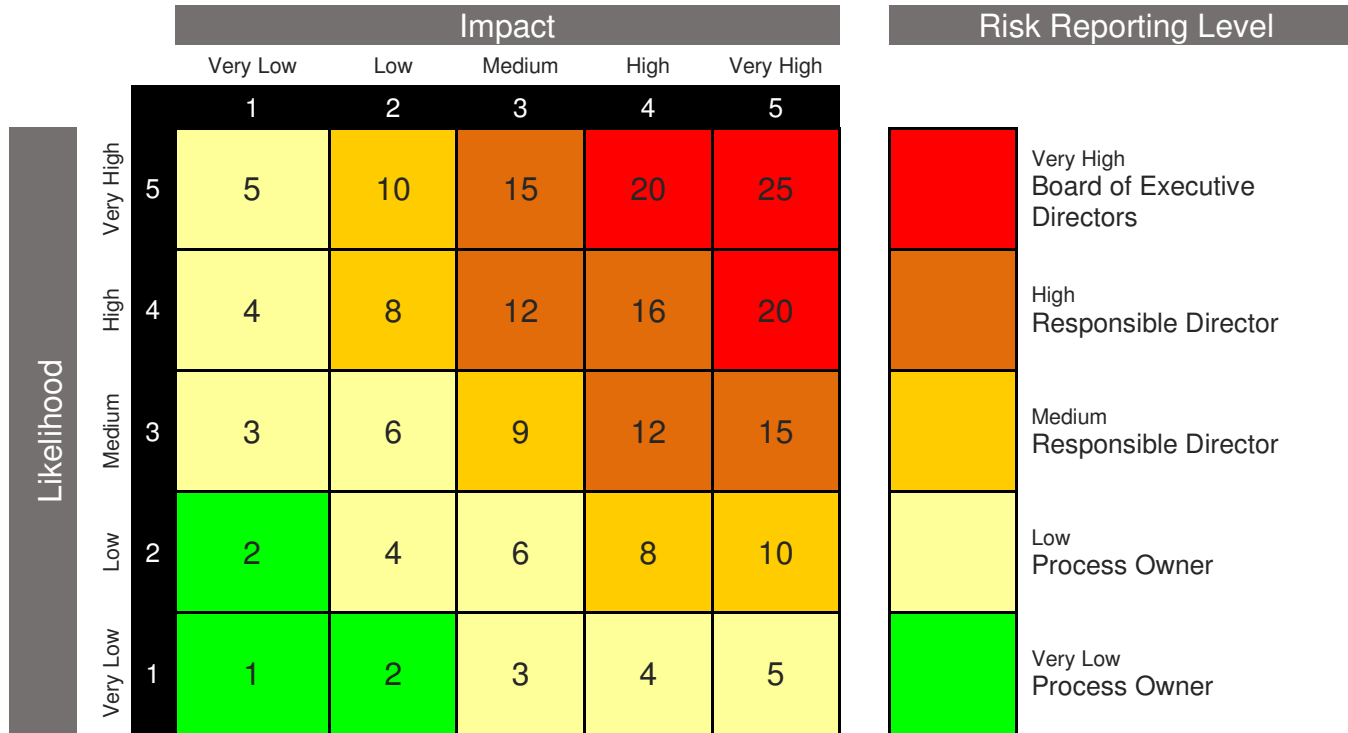 Impact
Risk Reporting Level
Very Low Low Medium High Very High
1 2 3 4 5
Likelihood
Very High 5 5 10 15 20 25
High 4 4 8 12 16 20
Medium 3 3 6 9 12 15
Low 2 2 4 6 8 10
Very Low 1 1 2 3 4 5
Very High
Board of Executive
Directors
High
Responsible Director
Medium
Responsible Director
Low
Process Owner
Very Low
Process Owner